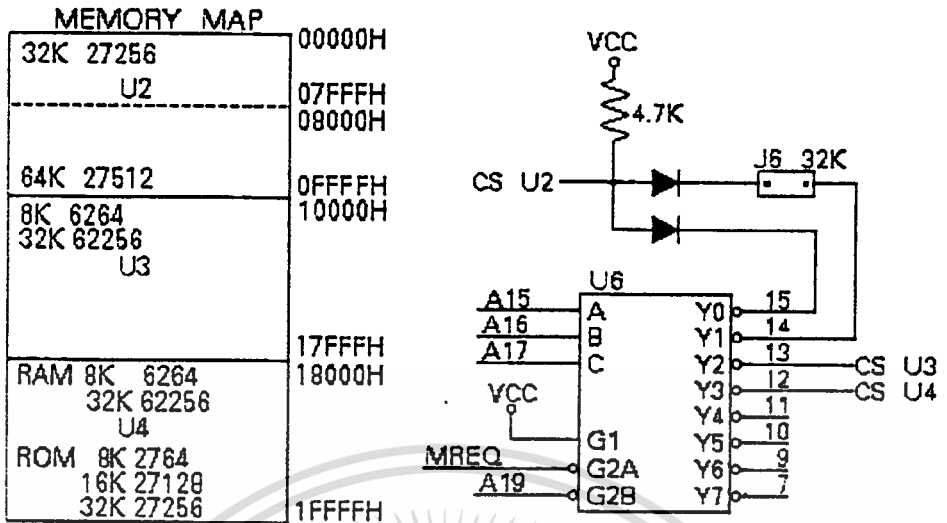 MEMORY MAP
32K 27256
U2
64K 27512
8K 6264
32K 62256
U3
RAM 8K 6264
32K 62256
U4
ROM 8K 2764
16K 27128
32K 27256
00000H
07FFFH
08000H
0FFFFH
10000H
17FFFH
18000H
1FFFFH
VCC
4.7K
J6 32K
CS U2
U6
A15 A Y0 15
A16 B Y1 14
A17 C Y2 13 CS U3
Y3 12 CS U4
VCC
Y4 11
G1 Y5 10
MREQ G2A Y6 9
A19 G2B Y7 7